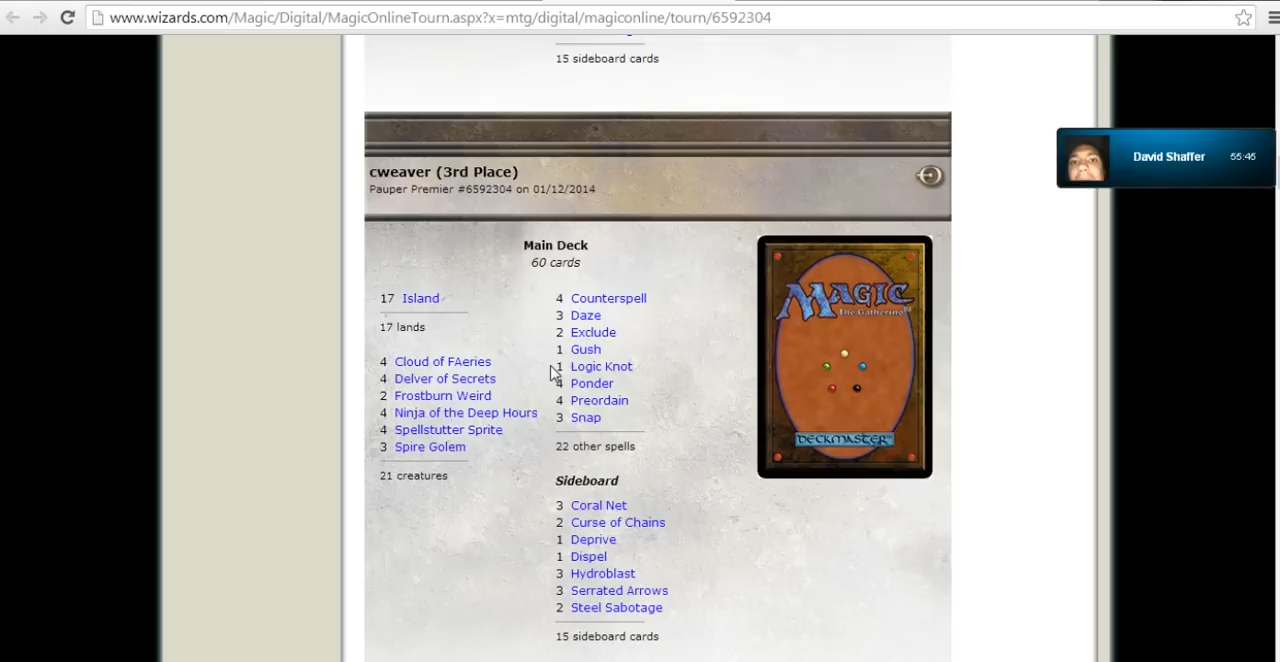 www.wizards.com/Magic/Digital/MagicOnlineTourn.aspx?x=mtg/digital/magiconline/tourn/6592304
15 sideboard cards
David Shaffer 55:45
cweaver (3rd Place)
Pauper Premier #6592304 on 01/12/2014
Main Deck
60 cards
17 Island
17 lands
4 Cloud of FAeries
4 Delver of Secrets
2 Frostburn Weird
4 Ninja of the Deep Hours
4 Spellstutter Sprite
3 Spire Golem
21 creatures
4 Counterspell
3 Daze
2 Exclude
1 Gush
1 Logic Knot
4 Ponder
4 Preordain
3 Snap
22 other spells
Sideboard
3 Coral Net
2 Curse of Chains
1 Deprive
1 Dispel
3 Hydroblast
3 Serrated Arrows
2 Steel Sabotage
15 sideboard cards
MAGIC
The Gathering
DECKMASTER